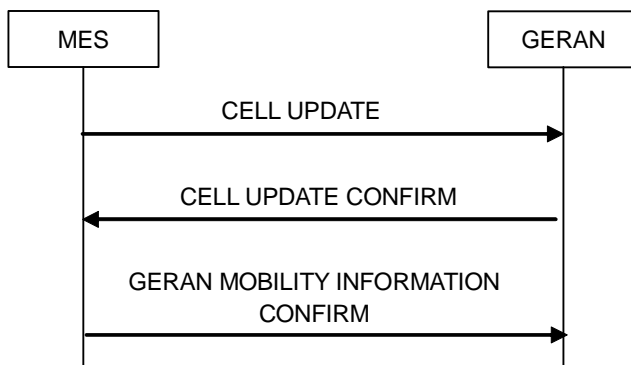 MES
GERAN
CELL UPDATE
CELL UPDATE CONFIRM
GERAN MOBILITY INFORMATION
CONFIRM